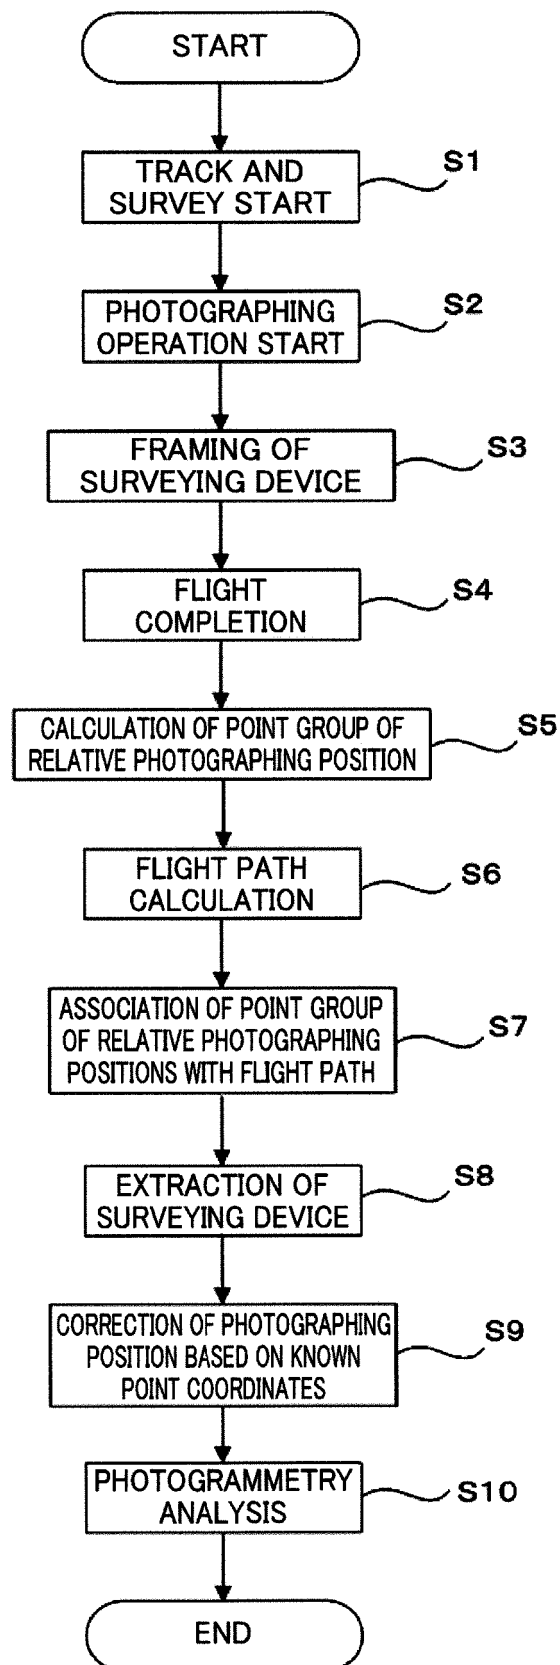 START
TRACK AND
SURVEY START
S1
PHOTOGRAPHING
OPERATION START
S2
FRAMING OF
SURVEYING DEVICE
S3
FLIGHT
COMPLETION
S4
CALCULATION OF POINT GROUP OF
RELATIVE PHOTOGRAPHING POSITION
S5
FLIGHT PATH
CALCULATION
S6
ASSOCIATION OF POINT GROUP
OF RELATIVE PHOTOGRAPHING
POSITIONS WITH FLIGHT PATH
S7
EXTRACTION OF
SURVEYING DEVICE
S8
CORRECTION OF PHOTOGRAPHING
POSITION BASED ON KNOWN
POINT COORDINATES
S9
PHOTOGRAMMETRY
ANALYSIS
S10
END